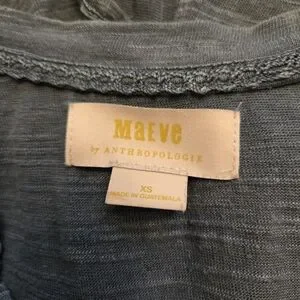 Maeve
by ANTHROPOLOGIE
XS
MADE IN GUATEMALA